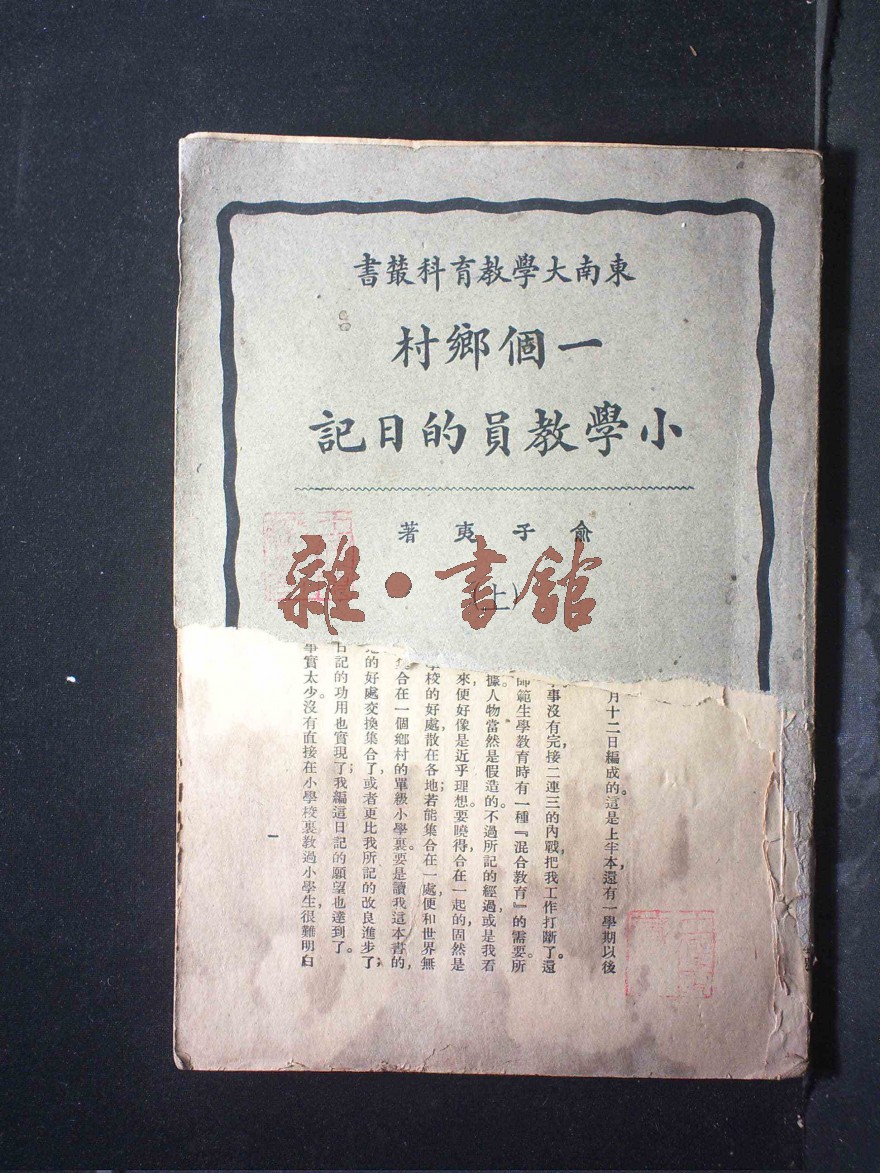 東南大學教育科叢書
一個鄉村
小學教員的日記
俞子夷著
(上)
雜·書館
月十二日編成的。這是上半本還有一學期以後
事沒有完接二連三的內戰，把我工作打斷了。還
師範生學教育時有一種『混合教育』的需要。所
據人物當然是假造的。不過所記的經過或是我看
來，便好像是近乎理想。要曉得合在一起的，固然是
學校的好處散在各地；若能集合在一處，便和世界無
集合在一個鄉村的單級小學裏。要是讀我這本書的，
的好處交換集合了，或者更比我所記的改良進步了；
日記的功用也實現了；我編這日記的願望也達到了。
事實太少。沒有直接在小學校裏教過小學生，很難明白
一